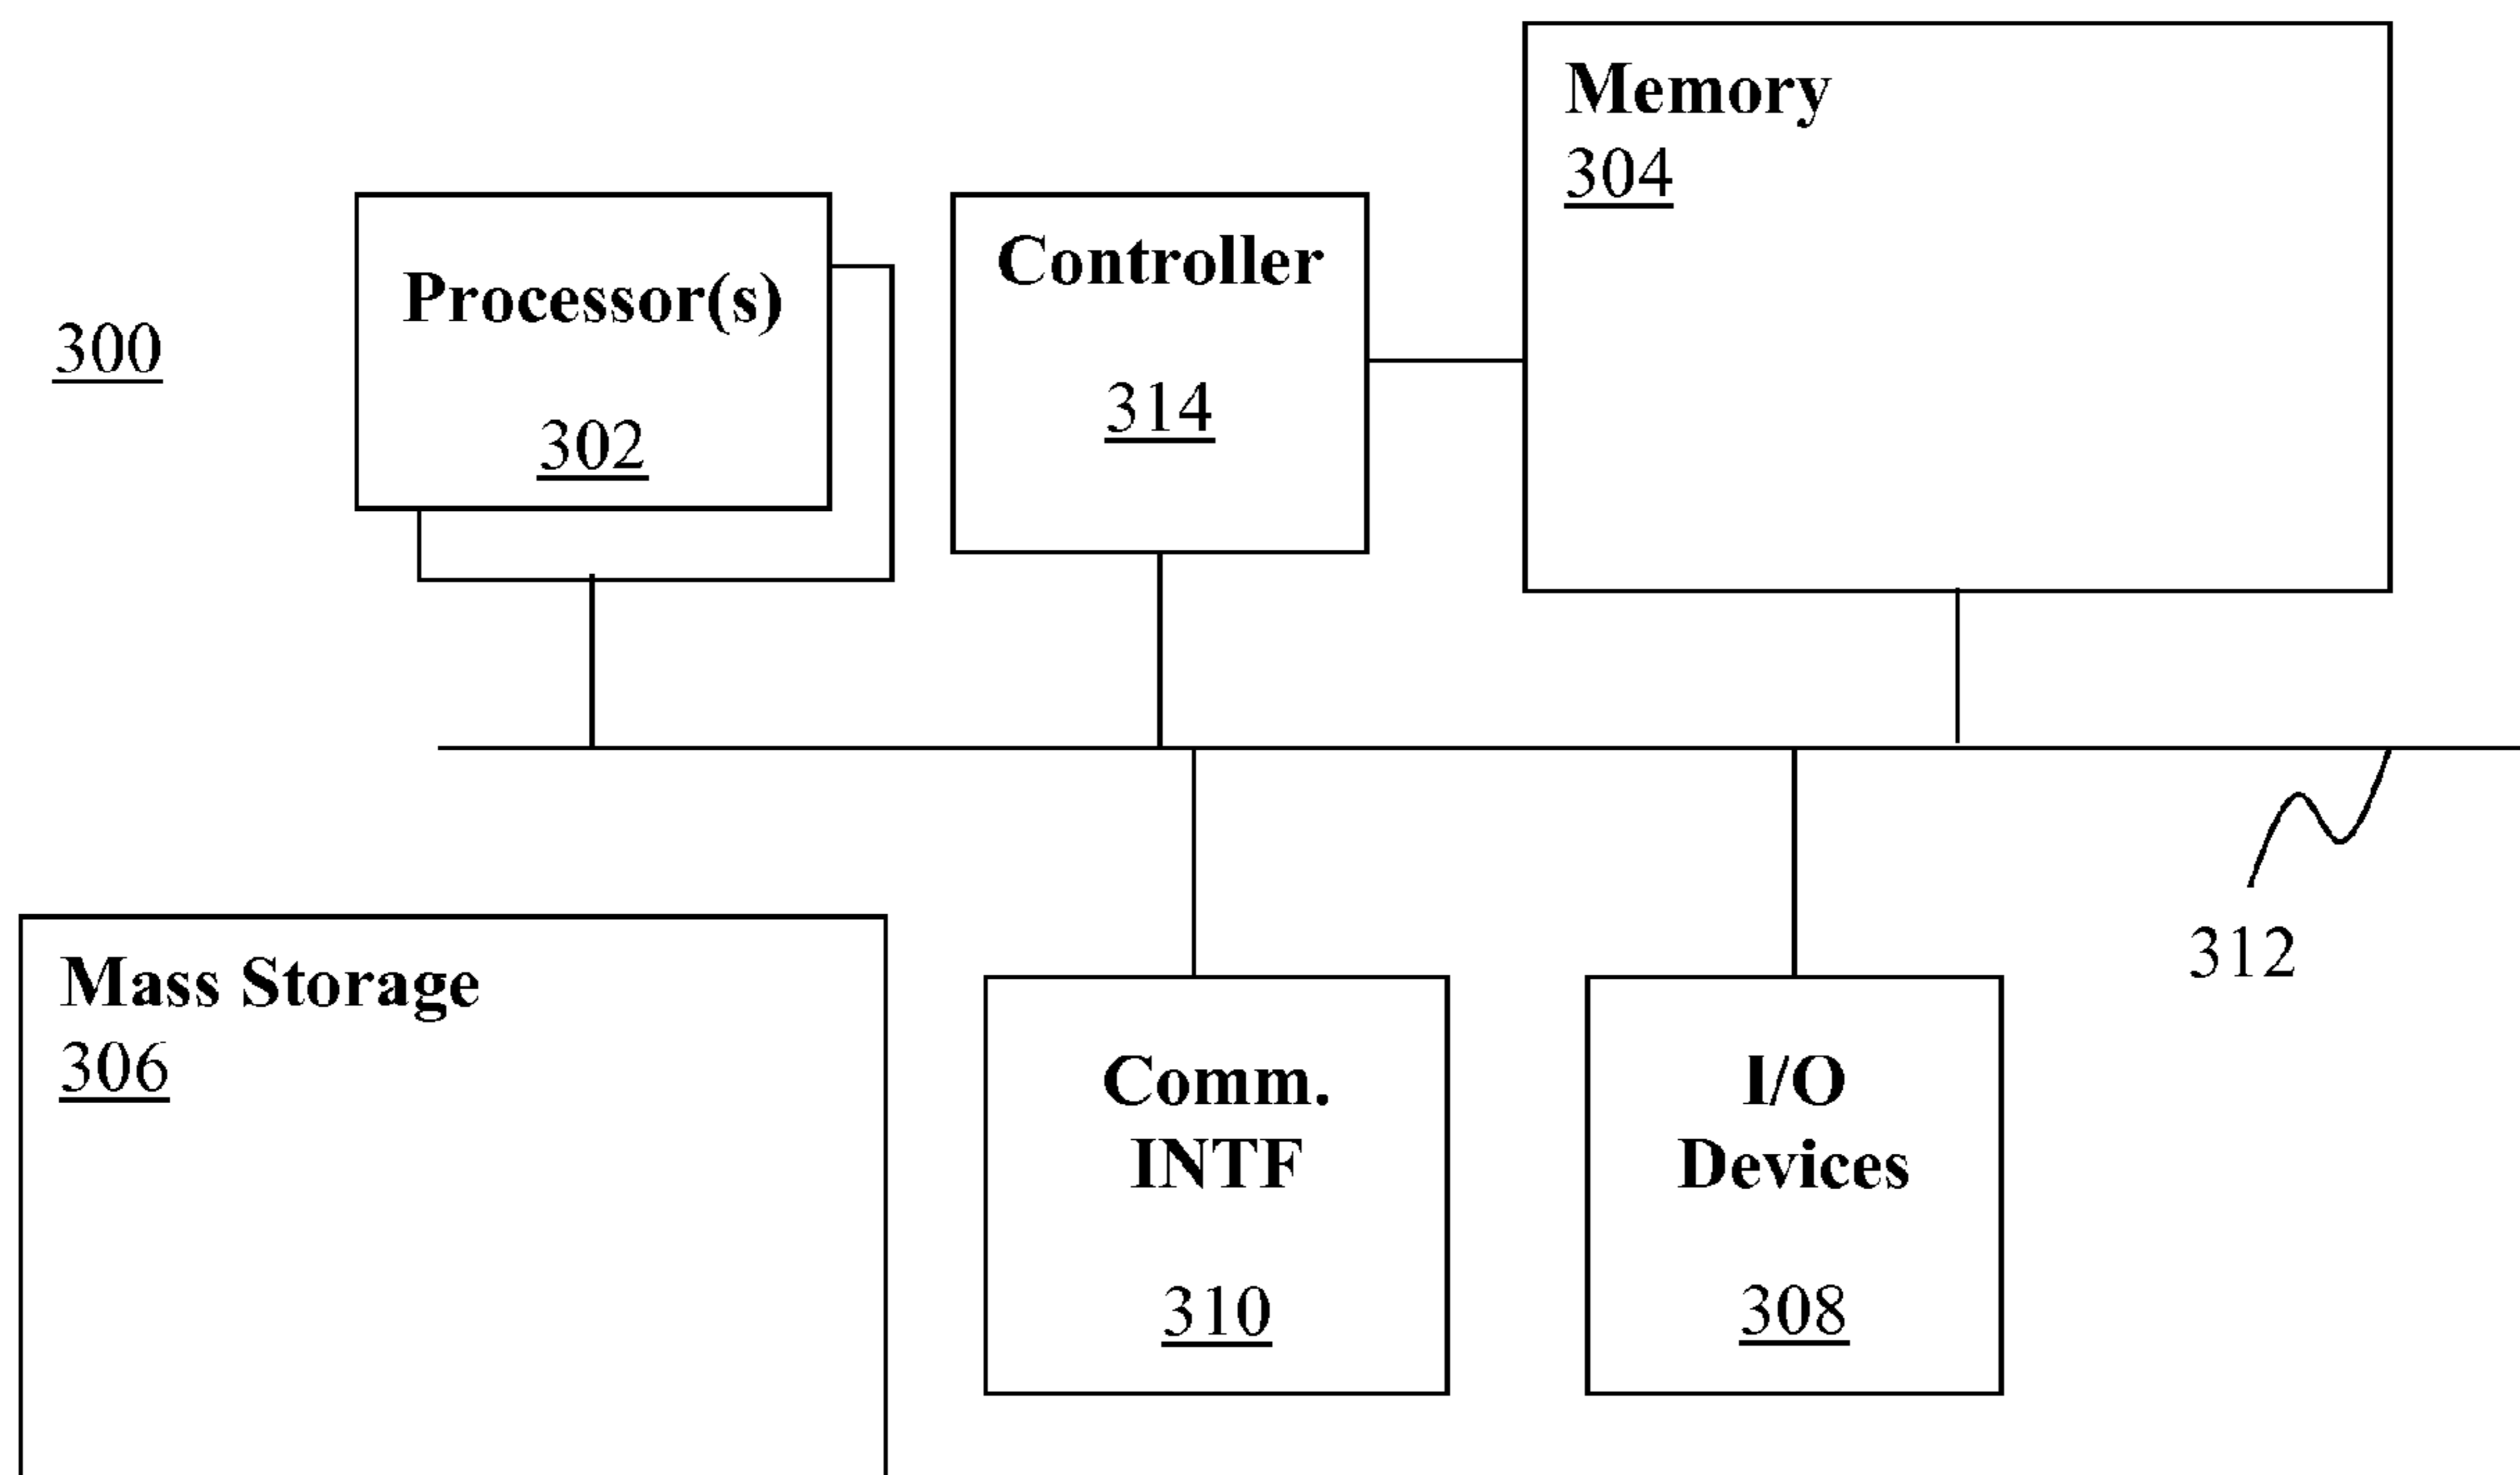 300
Processor(s)
302
Controller
314
Memory
304
312
Mass Storage
306
Comm.
INTF
310
I/O
Devices
308